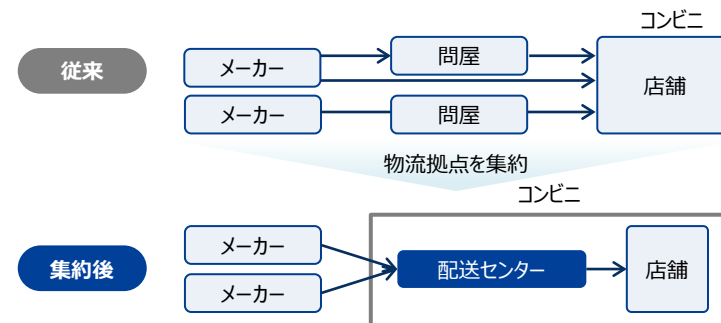 コンビニ
従来
メーカー
問屋
店舗
メーカー
問屋
物流拠点を集約
コンビニ
集約後
メーカー
配送センター
店舗
メーカー